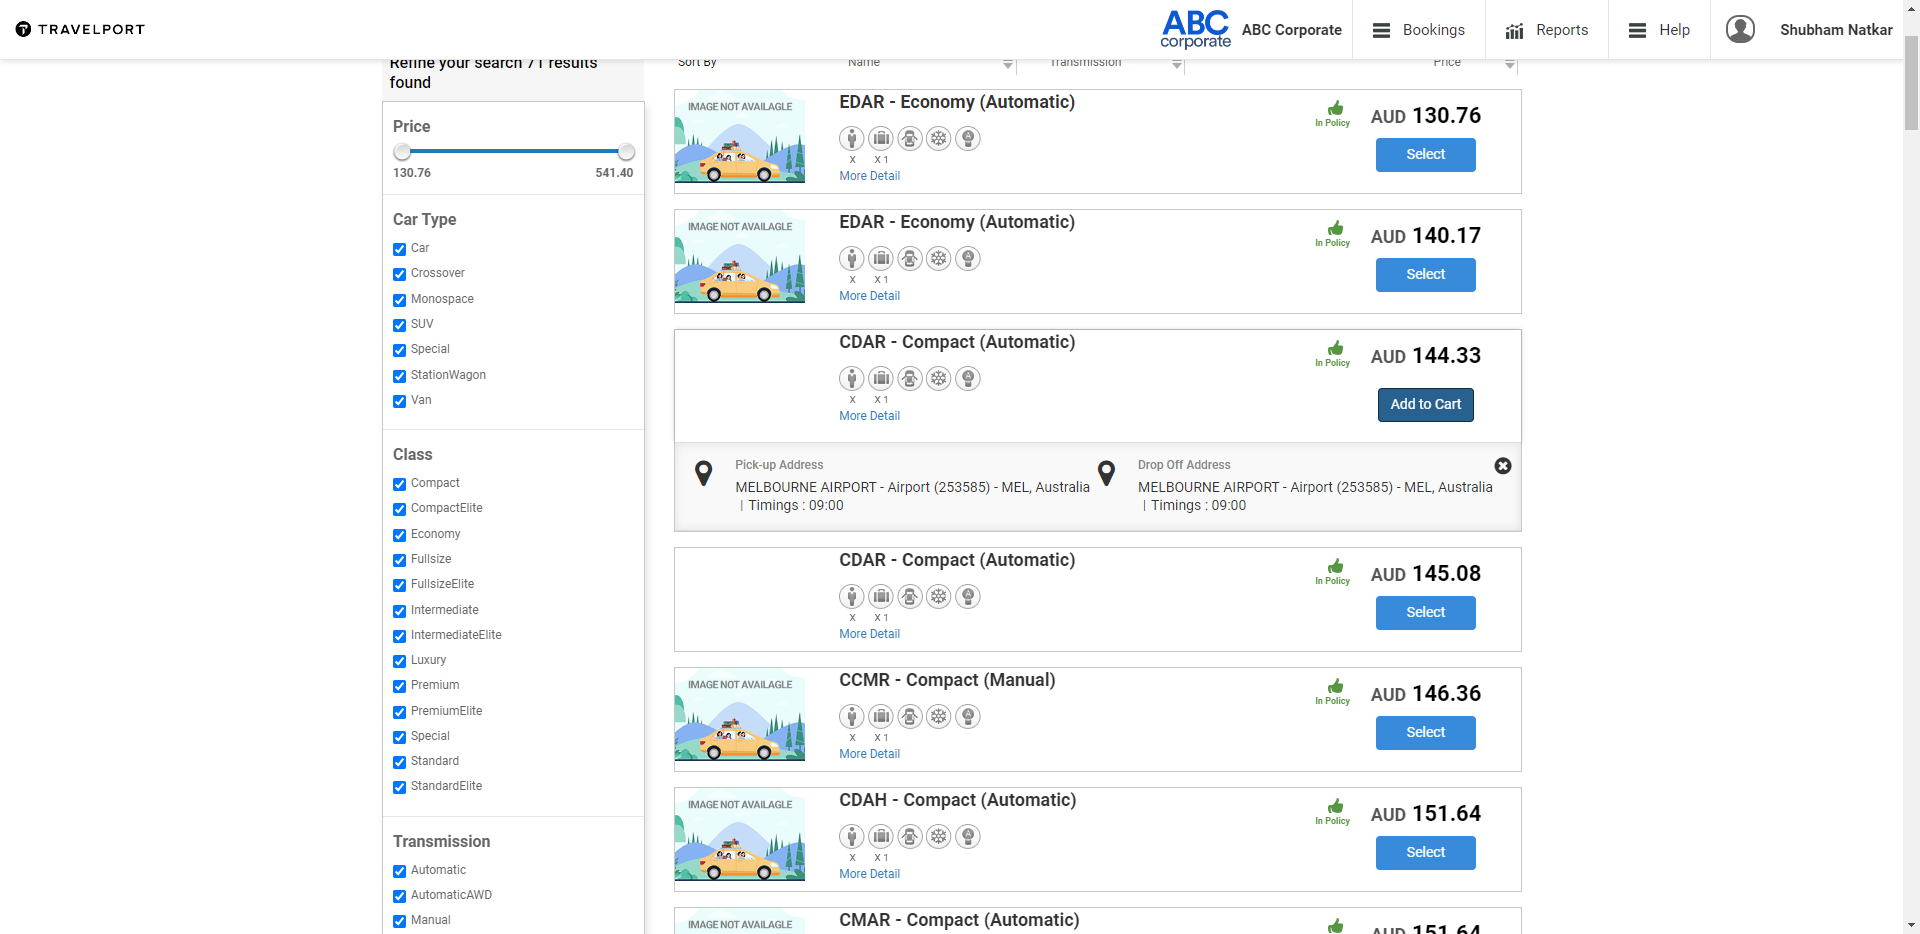 TRAVELPORT
ABC
corporate
ABC Corporate
Bookings
Reports
Help
Shubham Natkar
Refine your search 71 results
found
Price
130.76
541.40
Car Type
Car
Crossover
Monospace
SUV
Special
StationWagon
Van
Class
Compact
CompactElite
Economy
Fullsize
FullsizeElite
Intermediate
IntermediateElite
Luxury
Premium
PremiumElite
Special
Standard
StandardElite
Transmission
Automatic
AutomaticAWD
Manual
Sort By
Name
Transmission
Price
IMAGE NOT AVAILAGLE
EDAR - Economy (Automatic)
X X 1
More Detail
In Policy
AUD 130.76
Select
IMAGE NOT AVAILAGLE
EDAR - Economy (Automatic)
X X 1
More Detail
In Policy
AUD 140.17
Select
CDAR - Compact (Automatic)
X X 1
More Detail
In Policy
AUD 144.33
Add to Cart
Pick-up Address
MELBOURNE AIRPORT - Airport (253585) - MEL, Australia
| Timings : 09:00
Drop Off Address
MELBOURNE AIRPORT - Airport (253585) - MEL, Australia
| Timings : 09:00
CDAR - Compact (Automatic)
X X 1
More Detail
In Policy
AUD 145.08
Select
IMAGE NOT AVAILAGLE
CCMR - Compact (Manual)
X X 1
More Detail
In Policy
AUD 146.36
Select
IMAGE NOT AVAILAGLE
CDAH - Compact (Automatic)
X X 1
More Detail
In Policy
AUD 151.64
Select
IMAGE NOT AVAILAGLE
CMAR - Compact (Automatic)
AUD 151.64